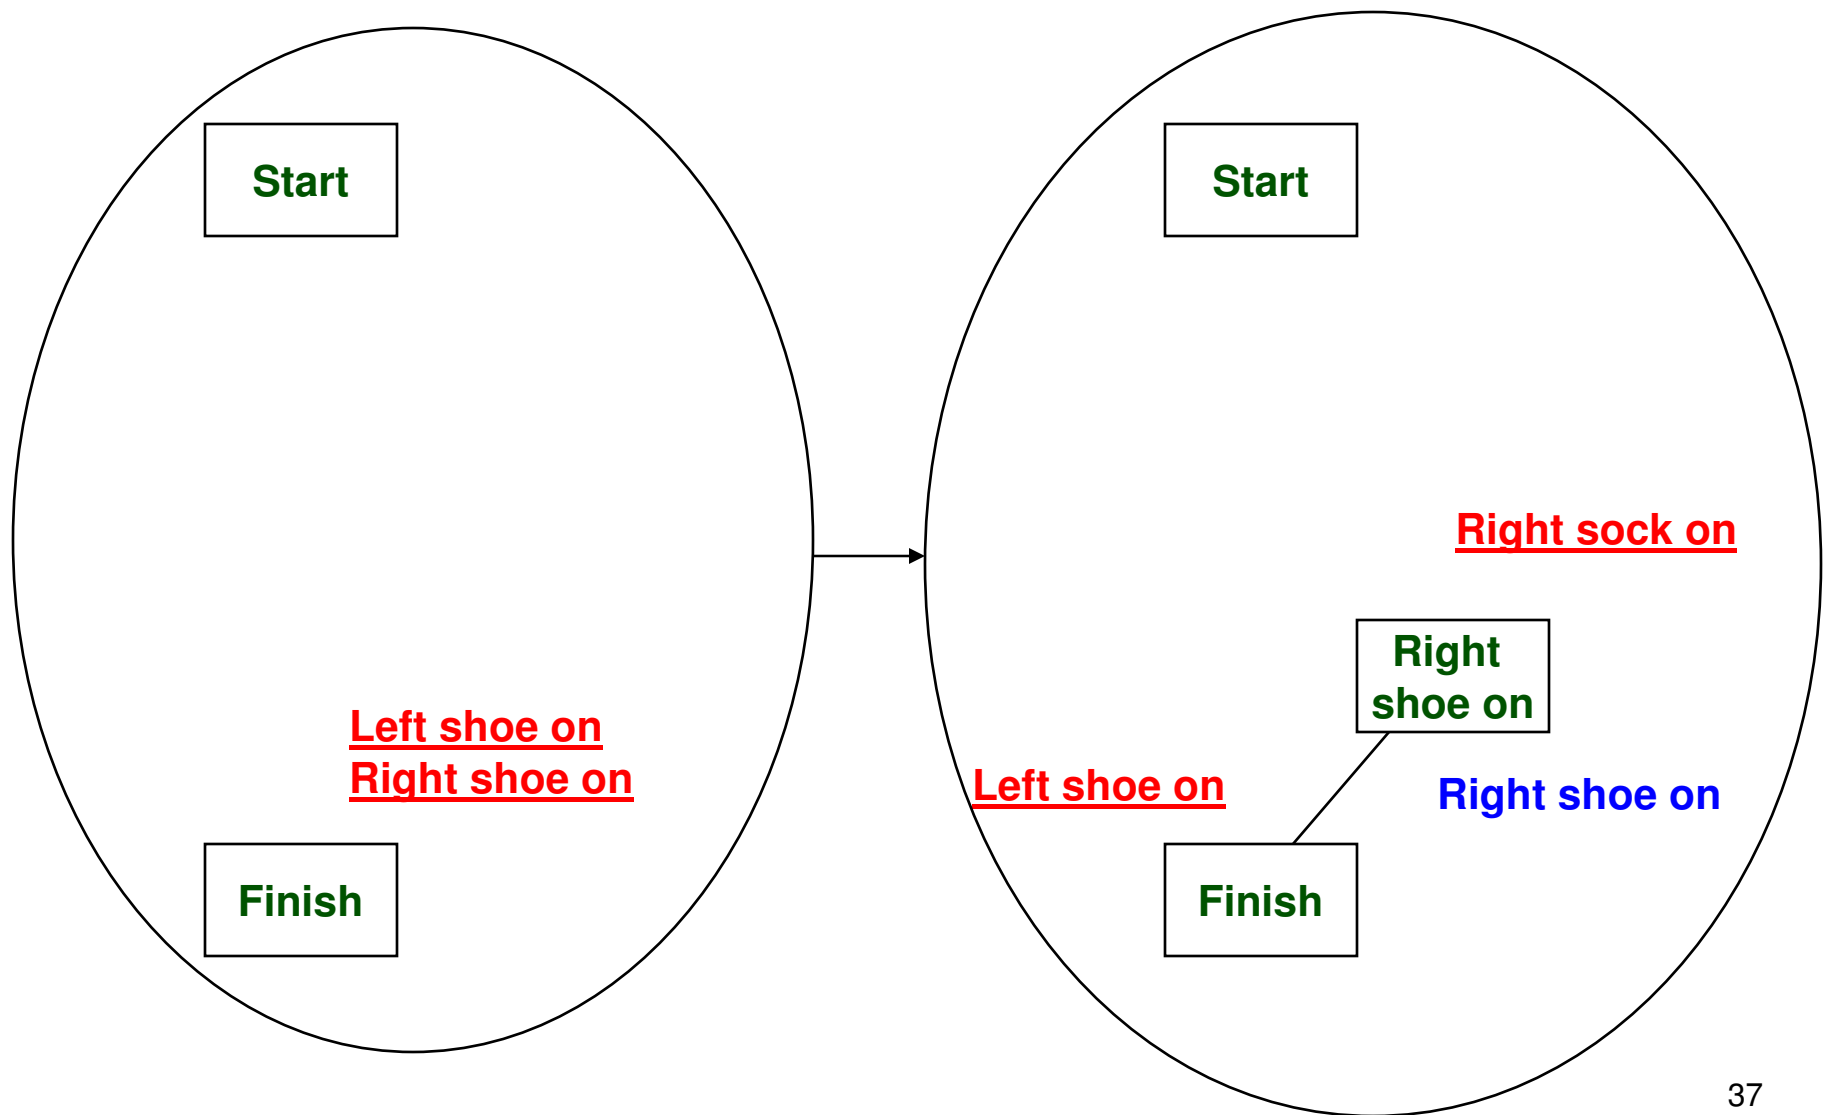 Start
Left shoe on
Right shoe on
Finish
Start
Right sock on
Right
shoe on
Left shoe on
Right shoe on
Finish
37